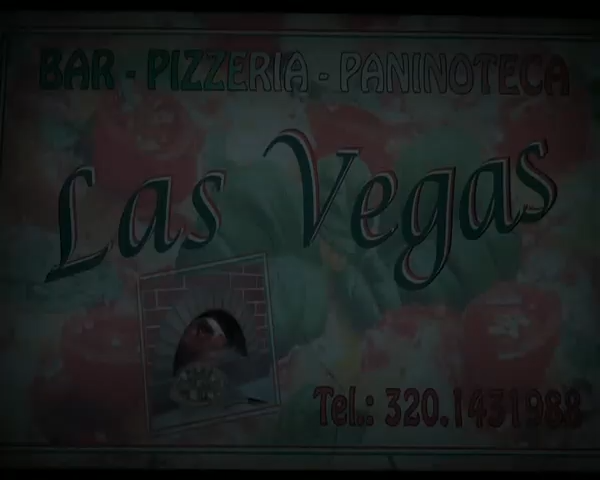 BAR - PIZZERIA - PANINOTECA
Las Vegas
Tel.: 320.1431988